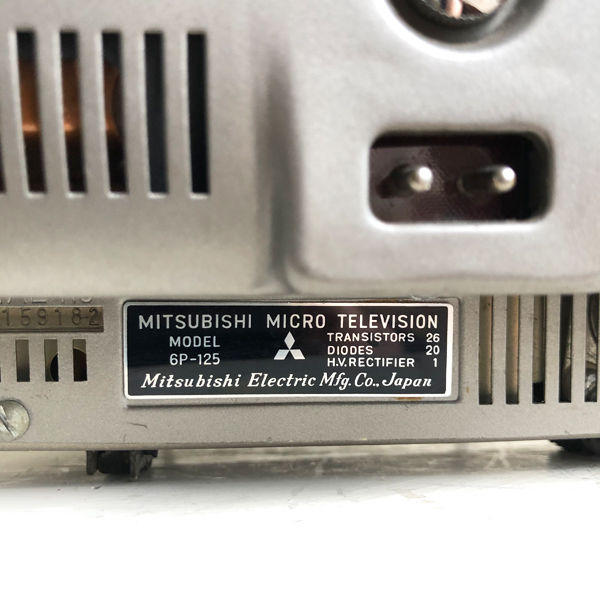 159182
MITSUBISHI MICRO TELEVISION
MODEL
6P-125
TRANSISTORS 26
DIODES 20
H.V.RECTIFIER 1
Mitsubishi Electric Mfg. Co., Japan